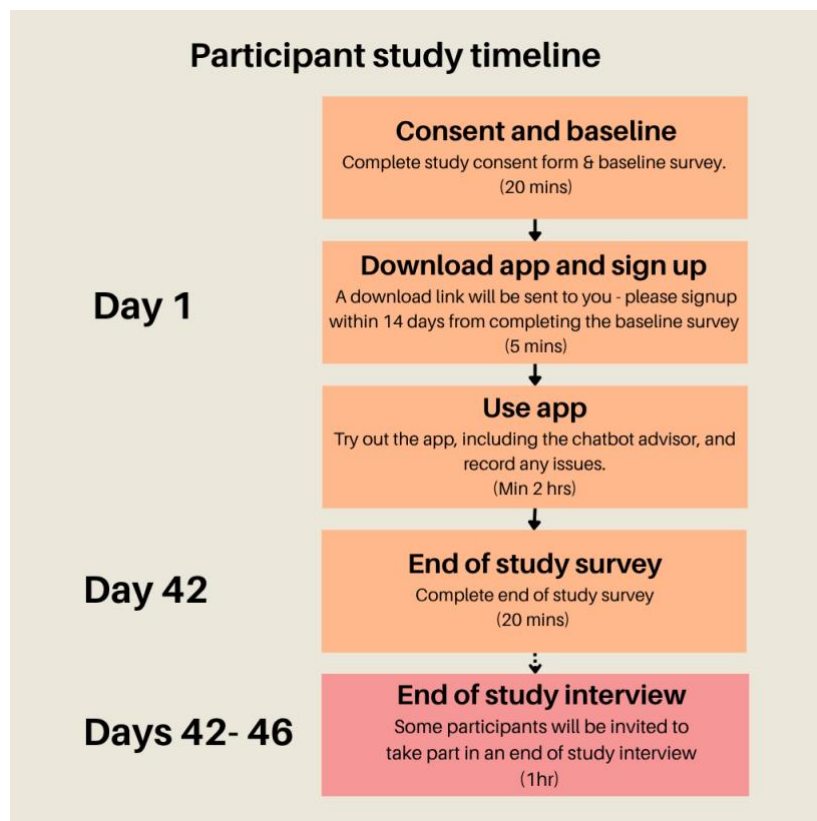 Participant study timeline
Consent and baseline
Complete study consent form & baseline survey.
(20 mins)
Day 1
Download app and sign up
A download link will be sent to you - please signup
within 14 days from completing the baseline survey
(5 mins)
Use app
Try out the app, including the chatbot advisor, and
record any issues.
(Min 2 hrs)
Day 42
End of study survey
Complete end of study survey
(20 mins)
Days 42- 46
End of study interview
Some participants will be invited to
take part in an end of study interview
(1hr)